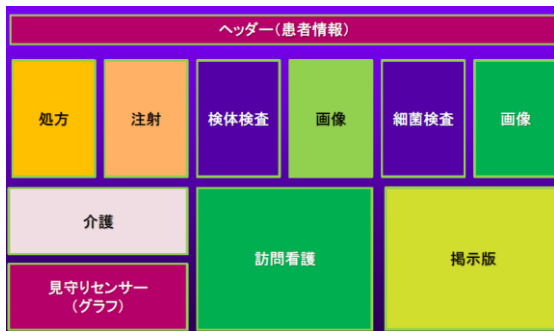 ヘッダー(患者情報)
処方
注射
検体検査
画像
細菌検査
画像
介護
訪問看護
掲示版
見守りセンサー
(グラフ)